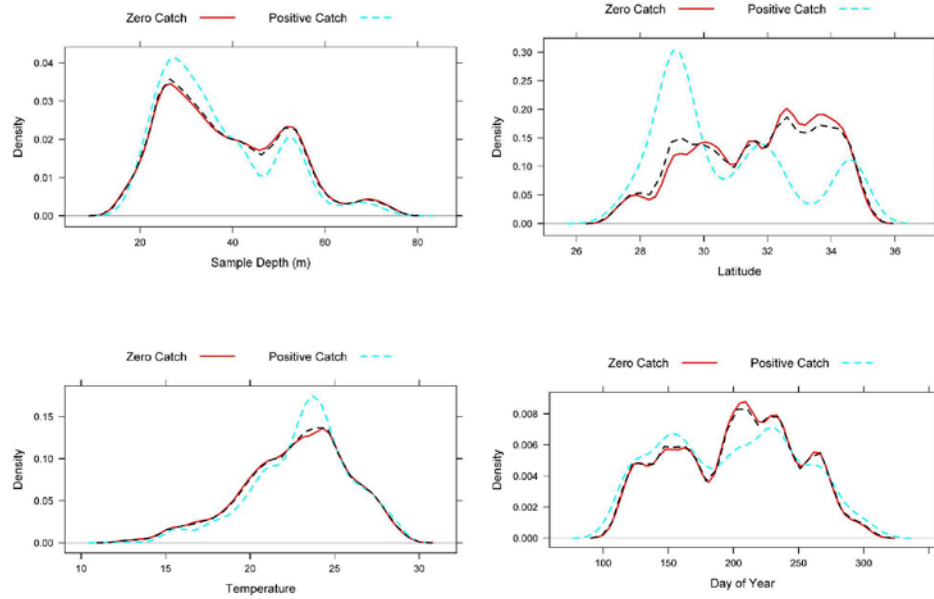 Zero Catch Positive Catch
0.04
0.03
0.02
0.01
0.00
Density
20 40 60 80
Sample Depth (m)
Zero Catch Positive Catch
0.30
0.25
0.20
0.15
0.10
0.05
0.00
Density
26 28 30 32 34 36
Latitude
Zero Catch Positive Catch
0.15
0.10
0.05
0.00
Density
10 15 20 25 30
Temperature
Zero Catch Positive Catch
0.008
0.006
0.004
0.002
0.000
Density
100 150 200 250 300
Day of Year